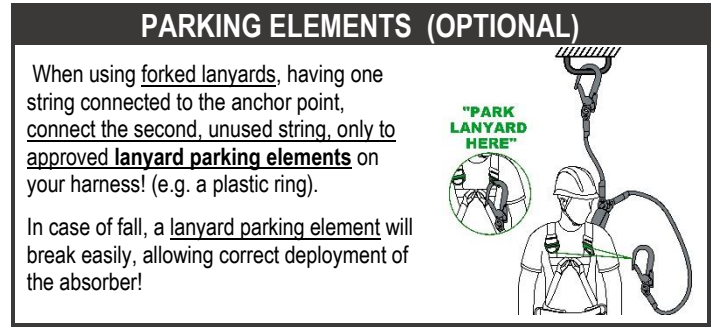 PARKING ELEMENTS (OPTIONAL)
When using forked lanyards, having one
string connected to the anchor point,
connect the second, unused string, only to
approved lanyard parking elements on
your harness! (e.g. a plastic ring).
In case of fall, a lanyard parking element will
break easily, allowing correct deployment of
the absorber!
"PARK
LANYARD
HERE"